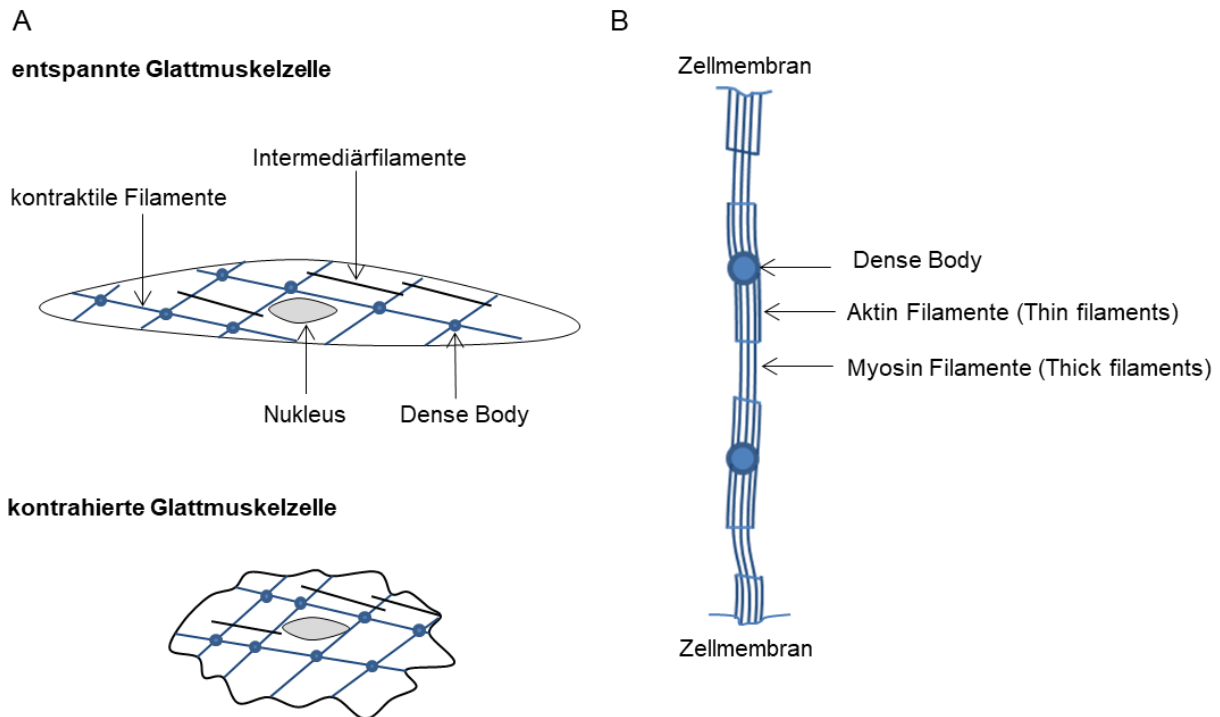 A
entspannte Glattmuskelzelle
Intermediärfilamente
kontraktile Filamente
Nukleus
Dense Body
kontrahierte Glattmuskelzelle
B
Zellmembran
Dense Body
Aktin Filamente (Thin filaments)
Myosin Filamente (Thick filaments)
Zellmembran